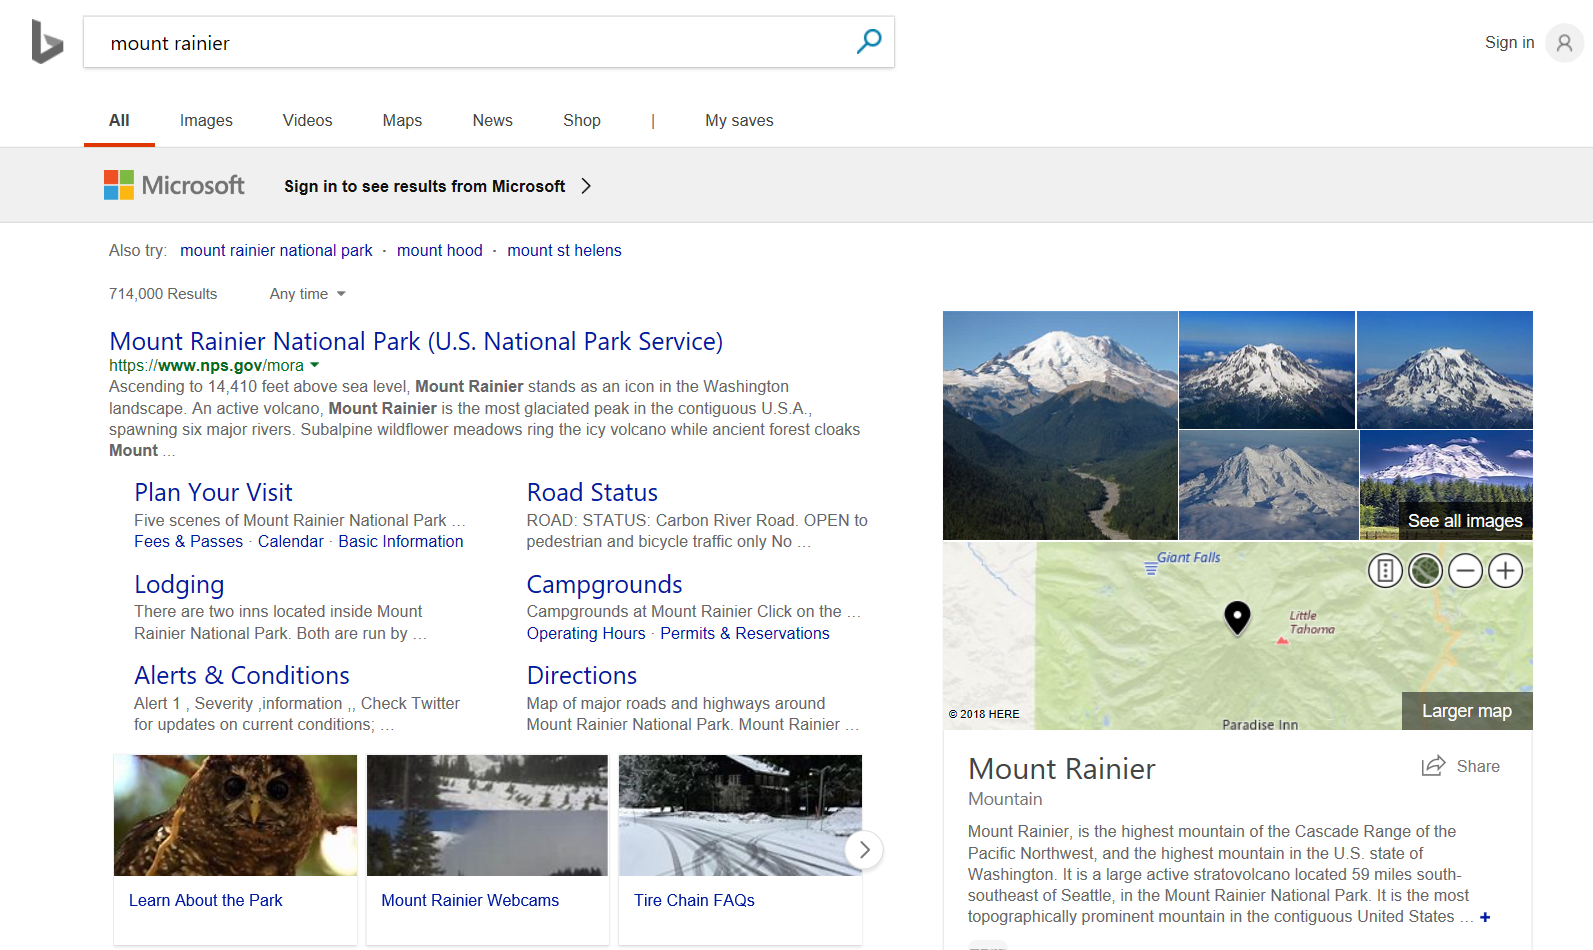 mount rainier
Sign in
All
Images
Videos
Maps
News
Shop
|
My saves
Microsoft
Sign in to see results from Microsoft
Also try: mount rainier national park · mount hood · mount st helens
714,000 Results
Any time
Mount Rainier National Park (U.S. National Park Service)
https://www.nps.gov/mora
Ascending to 14,410 feet above sea level, Mount Rainier stands as an icon in the Washington
landscape. An active volcano, Mount Rainier is the most glaciated peak in the contiguous U.S.A.,
spawning six major rivers. Subalpine wildflower meadows ring the icy volcano while ancient forest cloaks
Mount ...
Plan Your Visit
Five scenes of Mount Rainier National Park ...
Fees & Passes · Calendar · Basic Information
Road Status
ROAD: STATUS: Carbon River Road. OPEN to
pedestrian and bicycle traffic only No ...
Lodging
There are two inns located inside Mount
Rainier National Park. Both are run by ...
Campgrounds
Campgrounds at Mount Rainier Click on the ...
Operating Hours · Permits & Reservations
Alerts & Conditions
Alert 1 , Severity ,information ,, Check Twitter
for updates on current conditions; ...
Directions
Map of major roads and highways around
Mount Rainier National Park. Mount Rainier ...
Learn About the Park
Mount Rainier Webcams
Tire Chain FAQs
See all images
Giant Falls
Little
Tahoma
© 2018 HERE
Paradise Inn
Larger map
Mount Rainier
Share
Mountain
Mount Rainier, is the highest mountain of the Cascade Range of the
Pacific Northwest, and the highest mountain in the U.S. state of
Washington. It is a large active stratovolcano located 59 miles south-
southeast of Seattle, in the Mount Rainier National Park. It is the most
topographically prominent mountain in the contiguous United States ... +